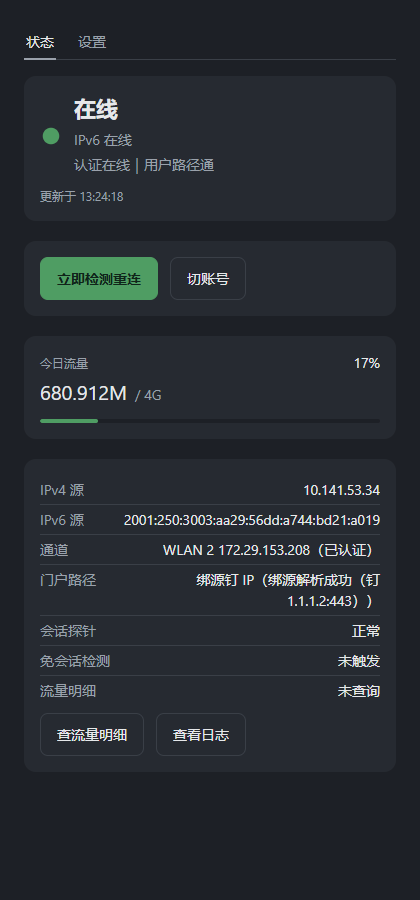 状态 设置
在线
IPv6 在线
认证在线 | 用户路径通
更新于 13:24:18
立即检测重连 切账号
今日流量 17%
680.912M / 4G
IPv4 源 10.141.53.34
IPv6 源 2001:250:3003:aa29:56dd:a744:bd21:a019
通道 WLAN 2 172.29.153.208（已认证）
门户路径 绑源钉 IP（绑源解析成功（钉
1.1.1.2:443））
会话探针 正常
免会话检测 未触发
流量明细 未查询
查流量明细 查看日志